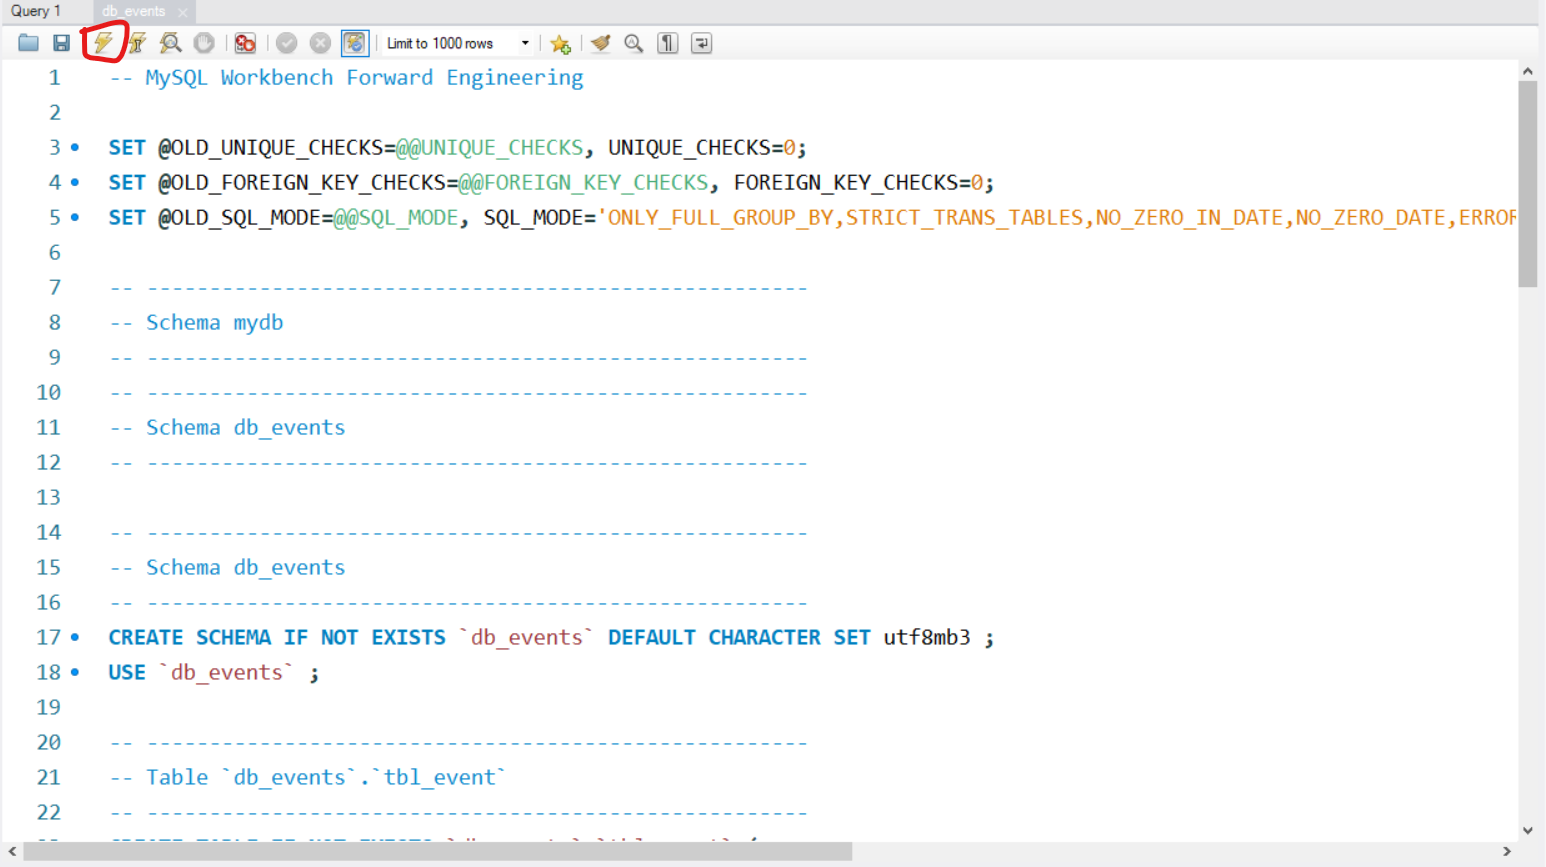 Query 1
db_events
Limit to 1000 rows
1 -- MySQL Workbench Forward Engineering
2
3 SET @OLD_UNIQUE_CHECKS=@@UNIQUE_CHECKS, UNIQUE_CHECKS=0;
4 SET @OLD_FOREIGN_KEY_CHECKS=@@FOREIGN_KEY_CHECKS, FOREIGN_KEY_CHECKS=0;
5 SET @OLD_SQL_MODE=@@SQL_MODE, SQL_MODE='ONLY_FULL_GROUP_BY,STRICT_TRANS_TABLES,NO_ZERO_IN_DATE,NO_ZERO_DATE,ERROR
6
7 -- -----------------------------------------------------
8 -- Schema mydb
9 -- -----------------------------------------------------
10 -- -----------------------------------------------------
11 -- Schema db_events
12 -- -----------------------------------------------------
13
14 -- -----------------------------------------------------
15 -- Schema db_events
16 -- -----------------------------------------------------
17 CREATE SCHEMA IF NOT EXISTS `db_events` DEFAULT CHARACTER SET utf8mb3 ;
18 USE `db_events` ;
19
20 -- -----------------------------------------------------
21 -- Table `db_events`.`tbl_event`
22 -- -----------------------------------------------------